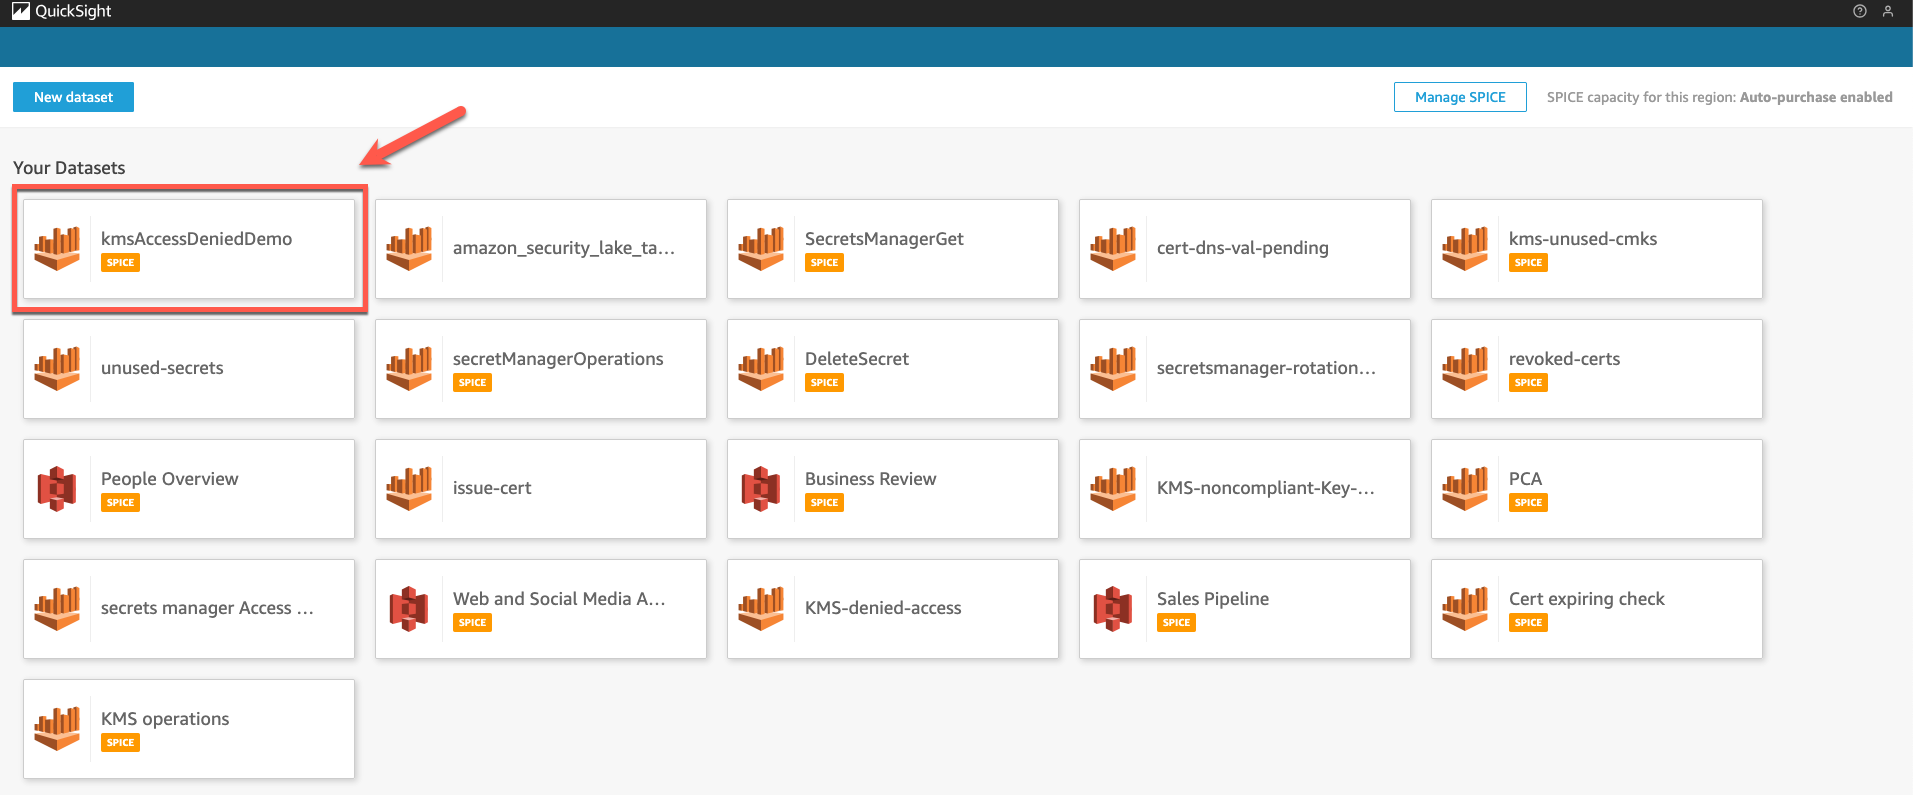 QuickSight
New dataset
Manage SPICE
SPICE capacity for this region: Auto-purchase enabled
Your Datasets
kmsAccessDeniedDemo
SPICE
amazon_security_lake_ta...
SecretsManagerGet
SPICE
cert-dns-val-pending
kms-unused-cmks
SPICE
unused-secrets
secretManagerOperations
SPICE
DeleteSecret
SPICE
secretsmanager-rotation...
revoked-certs
SPICE
People Overview
SPICE
issue-cert
Business Review
SPICE
KMS-noncompliant-Key-...
PCA
SPICE
secrets manager Access ...
Web and Social Media A...
SPICE
KMS-denied-access
Sales Pipeline
SPICE
Cert expiring check
SPICE
KMS operations
SPICE